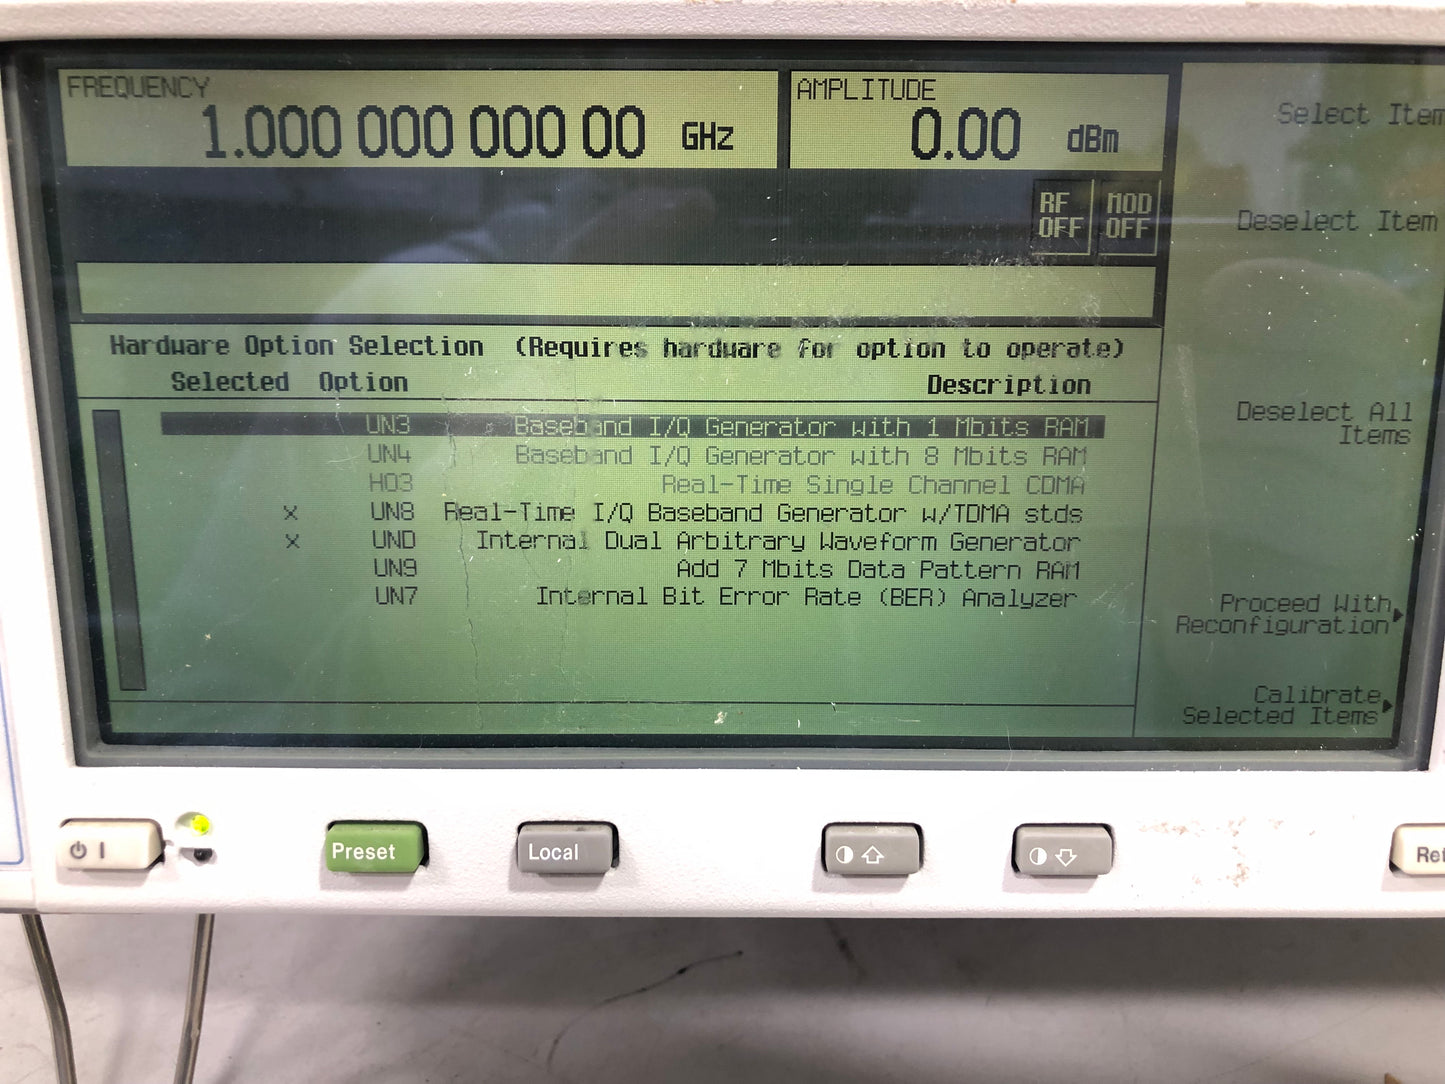 FREQUENCY
1.000 000 000 00 GHz
AMPLITUDE
0.00 dBm
RF
OFF
MOD
OFF
Hardware Option Selection (Requires hardware for option to operate)
Selected Option Description
UN3 Baseband I/Q Generator with 1 Mbits RAM
UN4 Baseband I/Q Generator with 8 Mbits RAM
HO3 Real-Time Single Channel CDMA
x UN8 Real-Time I/Q Baseband Generator w/TDMA stds
x UND Internal Dual Arbitrary Waveform Generator
UN9 Add 7 Mbits Data Pattern RAM
UN7 Internal Bit Error Rate (BER) Analyzer
Select Item
Deselect Item
Deselect All
Items
Proceed With
Reconfiguration
Calibrate
Selected Items
Preset
Local